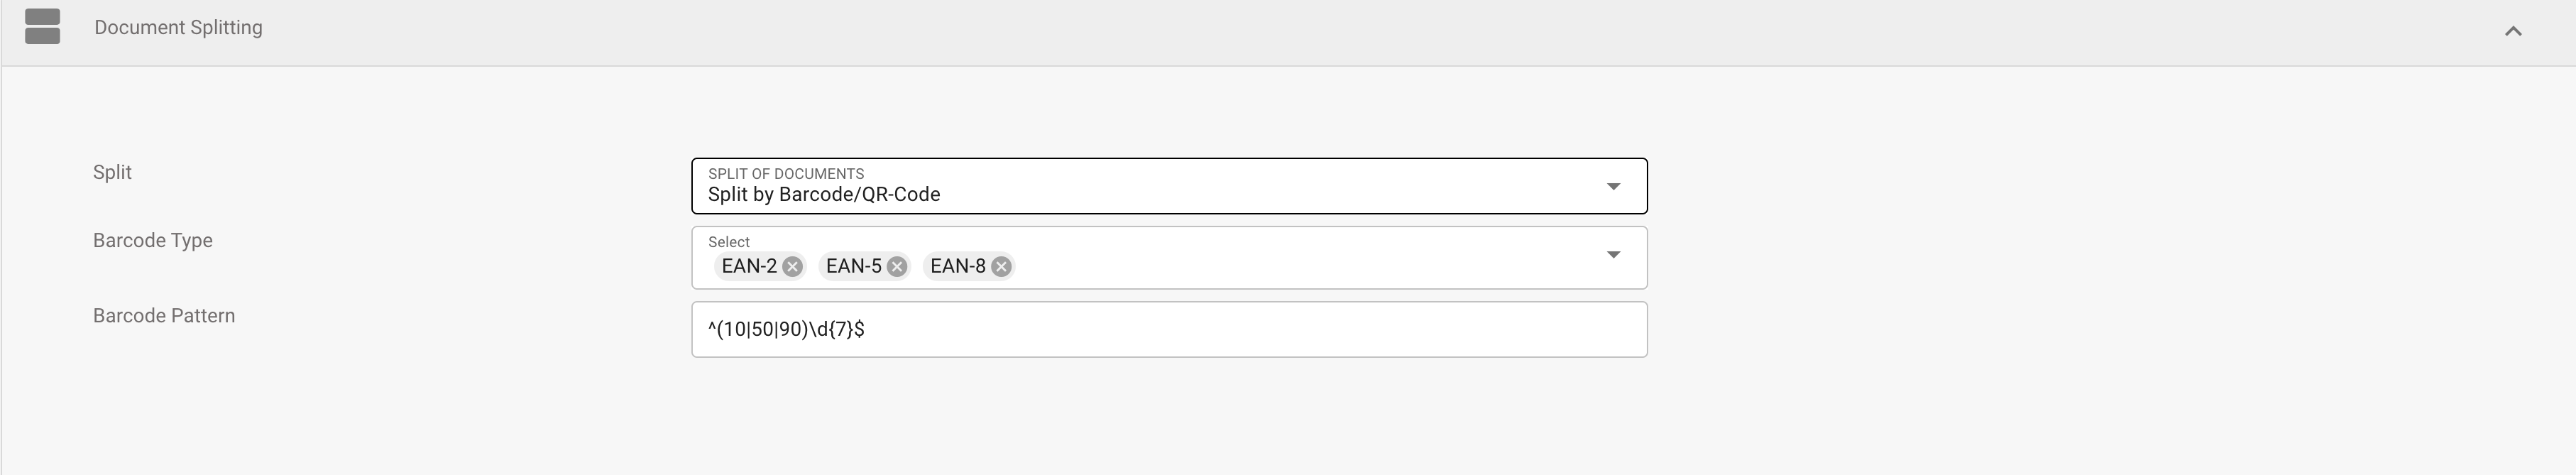 Document Splitting
Split
SPLIT OF DOCUMENTS
Split by Barcode/QR-Code
Barcode Type
Select
EAN-2 EAN-5 EAN-8
Barcode Pattern
^(10|50|90)\d{7}$